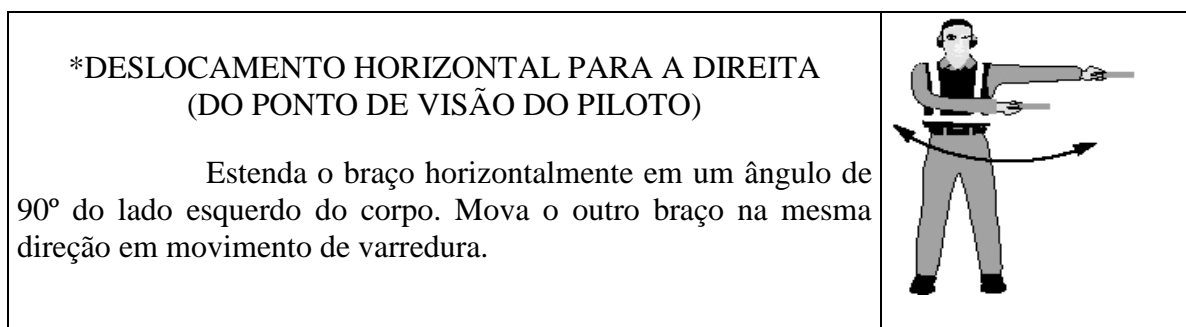 *DESLOCAMENTO HORIZONTAL PARA A DIREITA
(DO PONTO DE VISÃO DO PILOTO)
Estenda o braço horizontalmente em um ângulo de
90º do lado esquerdo do corpo. Mova o outro braço na mesma
direção em movimento de varredura.